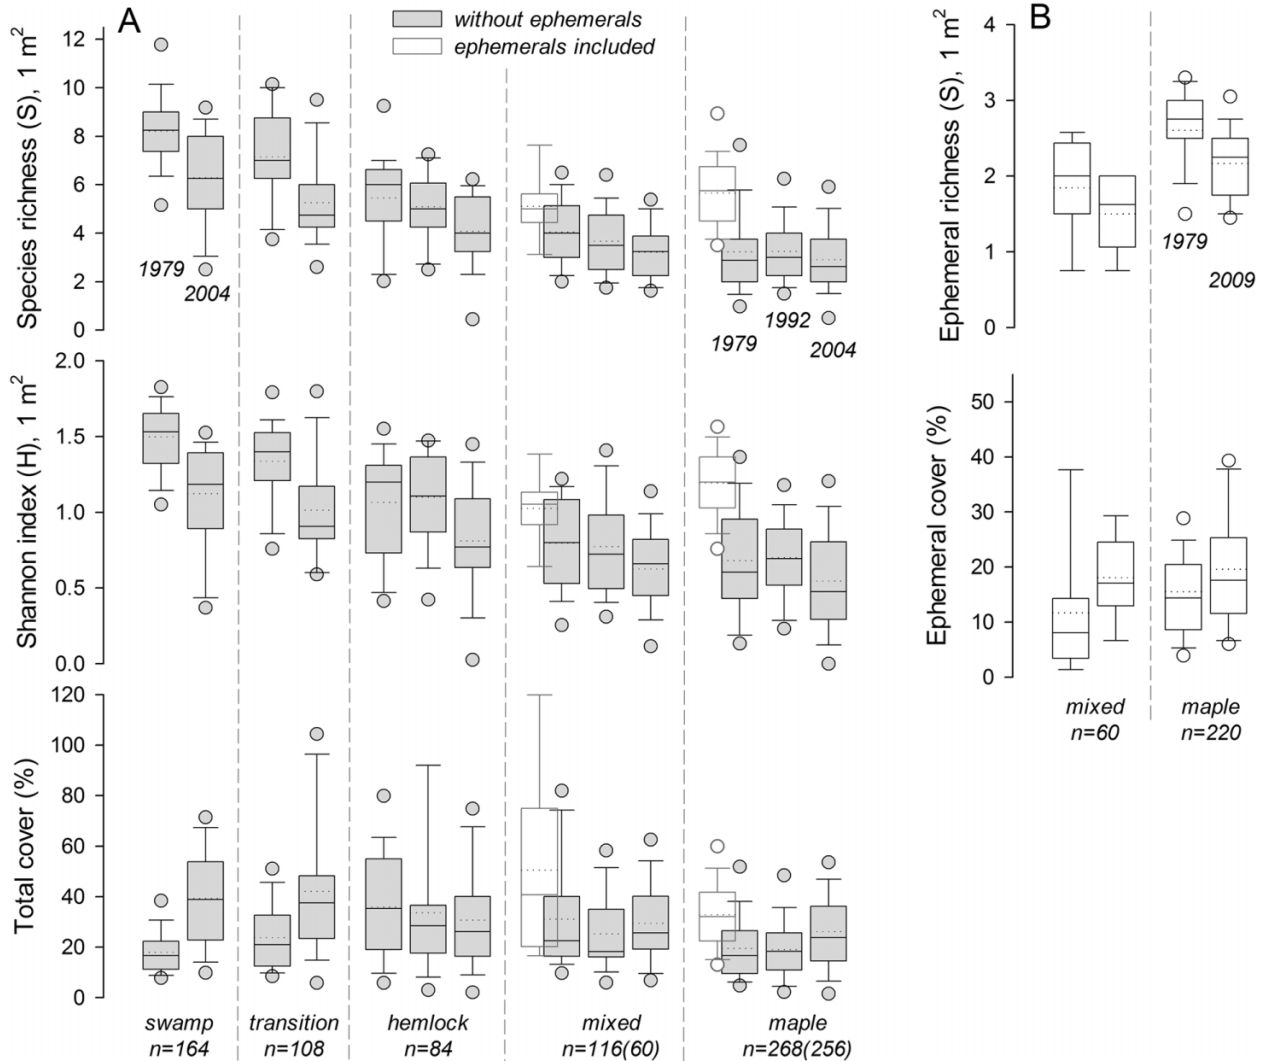 A
without ephemerals
ephemerals included
Species richness (S), 1 m²
12
10
8
6
4
2
0
1979
2004
1979
1992
2004
Shannon index (H), 1 m²
2.0
1.5
1.0
0.5
0.0
Total cover (%)
120
100
80
60
40
20
0
swamp
n=164
transition
n=108
hemlock
n=84
mixed
n=116(60)
maple
n=268(256)
B
Ephemeral richness (S), 1 m²
4
3
2
1
0
1979
2009
Ephemeral cover (%)
50
40
30
20
10
0
mixed
n=60
maple
n=220